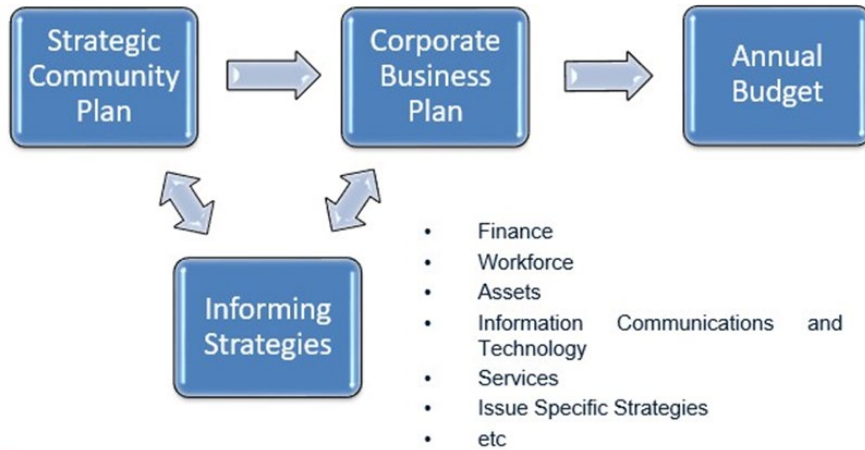 Strategic
Community
Plan
Corporate
Business
Plan
Annual
Budget
Informing
Strategies
• Finance
• Workforce
• Assets
• Information Communications and
Technology
• Services
• Issue Specific Strategies
• etc